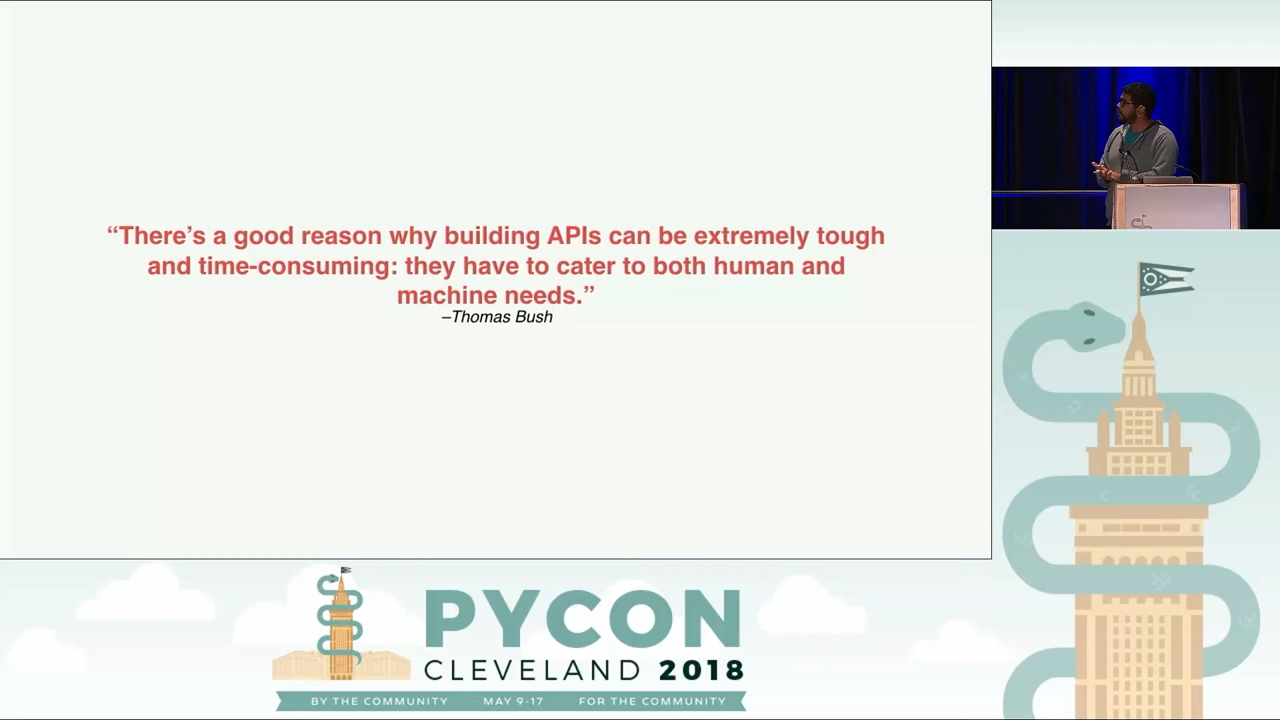 “There’s a good reason why building APIs can be extremely tough
and time-consuming: they have to cater to both human and
machine needs.”
–Thomas Bush
PYCON
CLEVELAND 2018
BY THE COMMUNITY MAY 9-17 FOR THE COMMUNITY